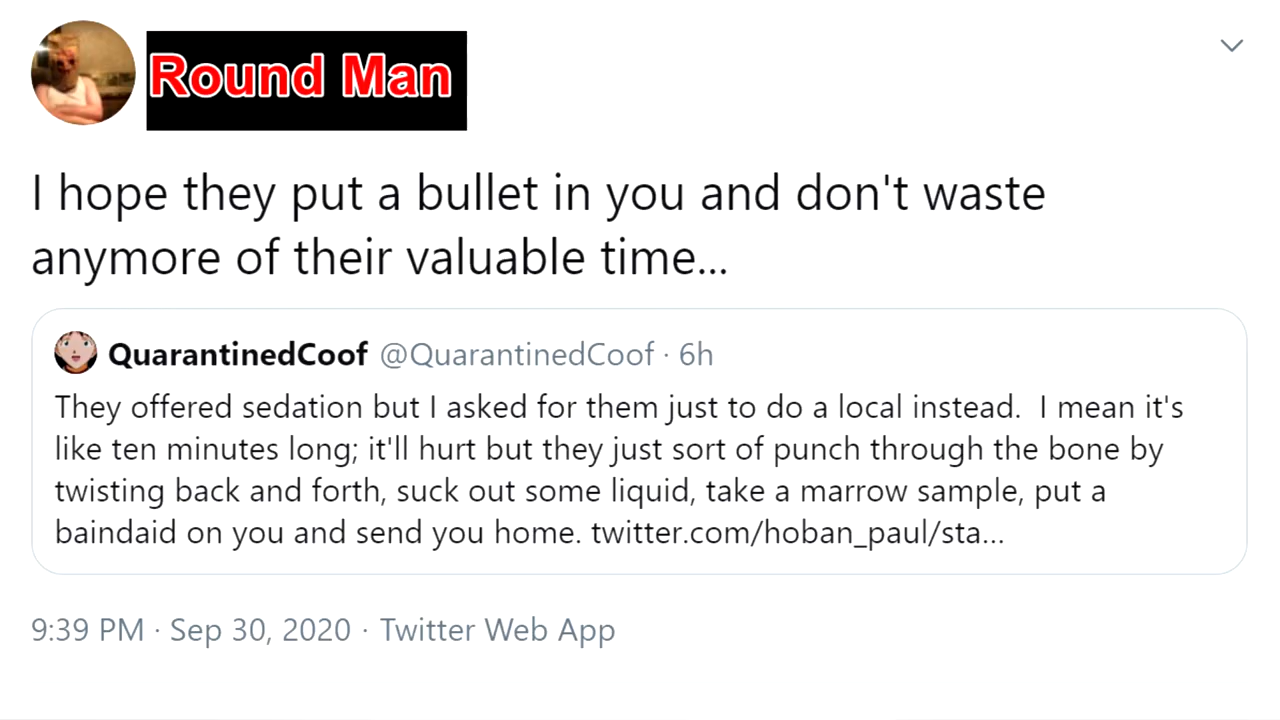 Round Man
I hope they put a bullet in you and don't waste
anymore of their valuable time...
QuarantinedCoof @QuarantinedCoof · 6h
They offered sedation but I asked for them just to do a local instead.  I mean it's
like ten minutes long; it'll hurt but they just sort of punch through the bone by
twisting back and forth, suck out some liquid, take a marrow sample, put a
baindaid on you and send you home. twitter.com/hoban_paul/sta...
9:39 PM · Sep 30, 2020 · Twitter Web App